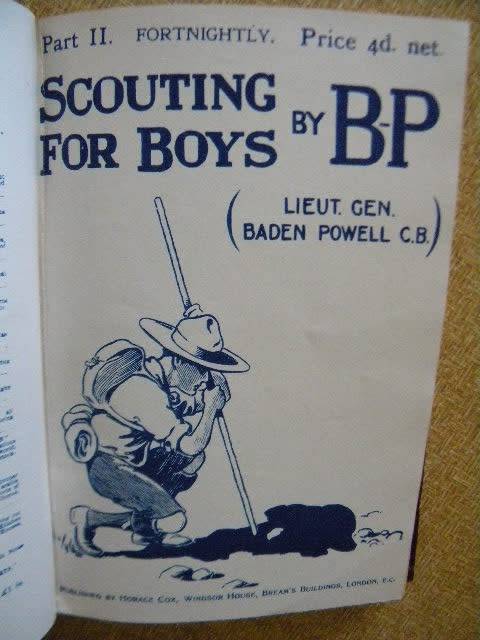 Part II. FORTNIGHTLY. Price 4d. net.
SCOUTING
FOR BOYS
BY B-P
(LIEUT. GEN.
BADEN POWELL C.B.)
PUBLISHED BY HORACE COX, WINDSOR HOUSE, BREAM'S BUILDINGS, LONDON, E.C.